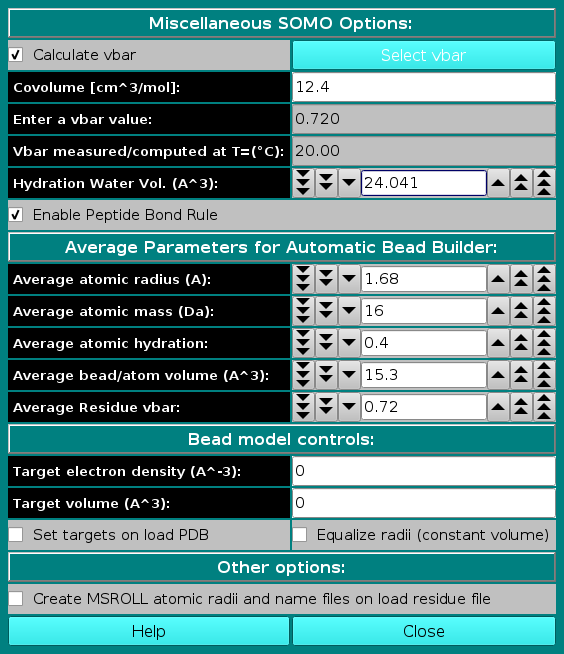 Miscellaneous SOMO Options:
Calculate vbar
Select vbar
Covolume [cm^3/mol]:
12.4
Enter a vbar value:
0.720
Vbar measured/computed at T=(°C):
20.00
Hydration Water Vol. (A^3):
24.041
Enable Peptide Bond Rule
Average Parameters for Automatic Bead Builder:
Average atomic radius (A):
1.68
Average atomic mass (Da):
16
Average atomic hydration:
0.4
Average bead/atom volume (A^3):
15.3
Average Residue vbar:
0.72
Bead model controls:
Target electron density (A^-3):
0
Target volume (A^3):
0
Set targets on load PDB
Equalize radii (constant volume)
Other options:
Create MSROLL atomic radii and name files on load residue file
Help
Close